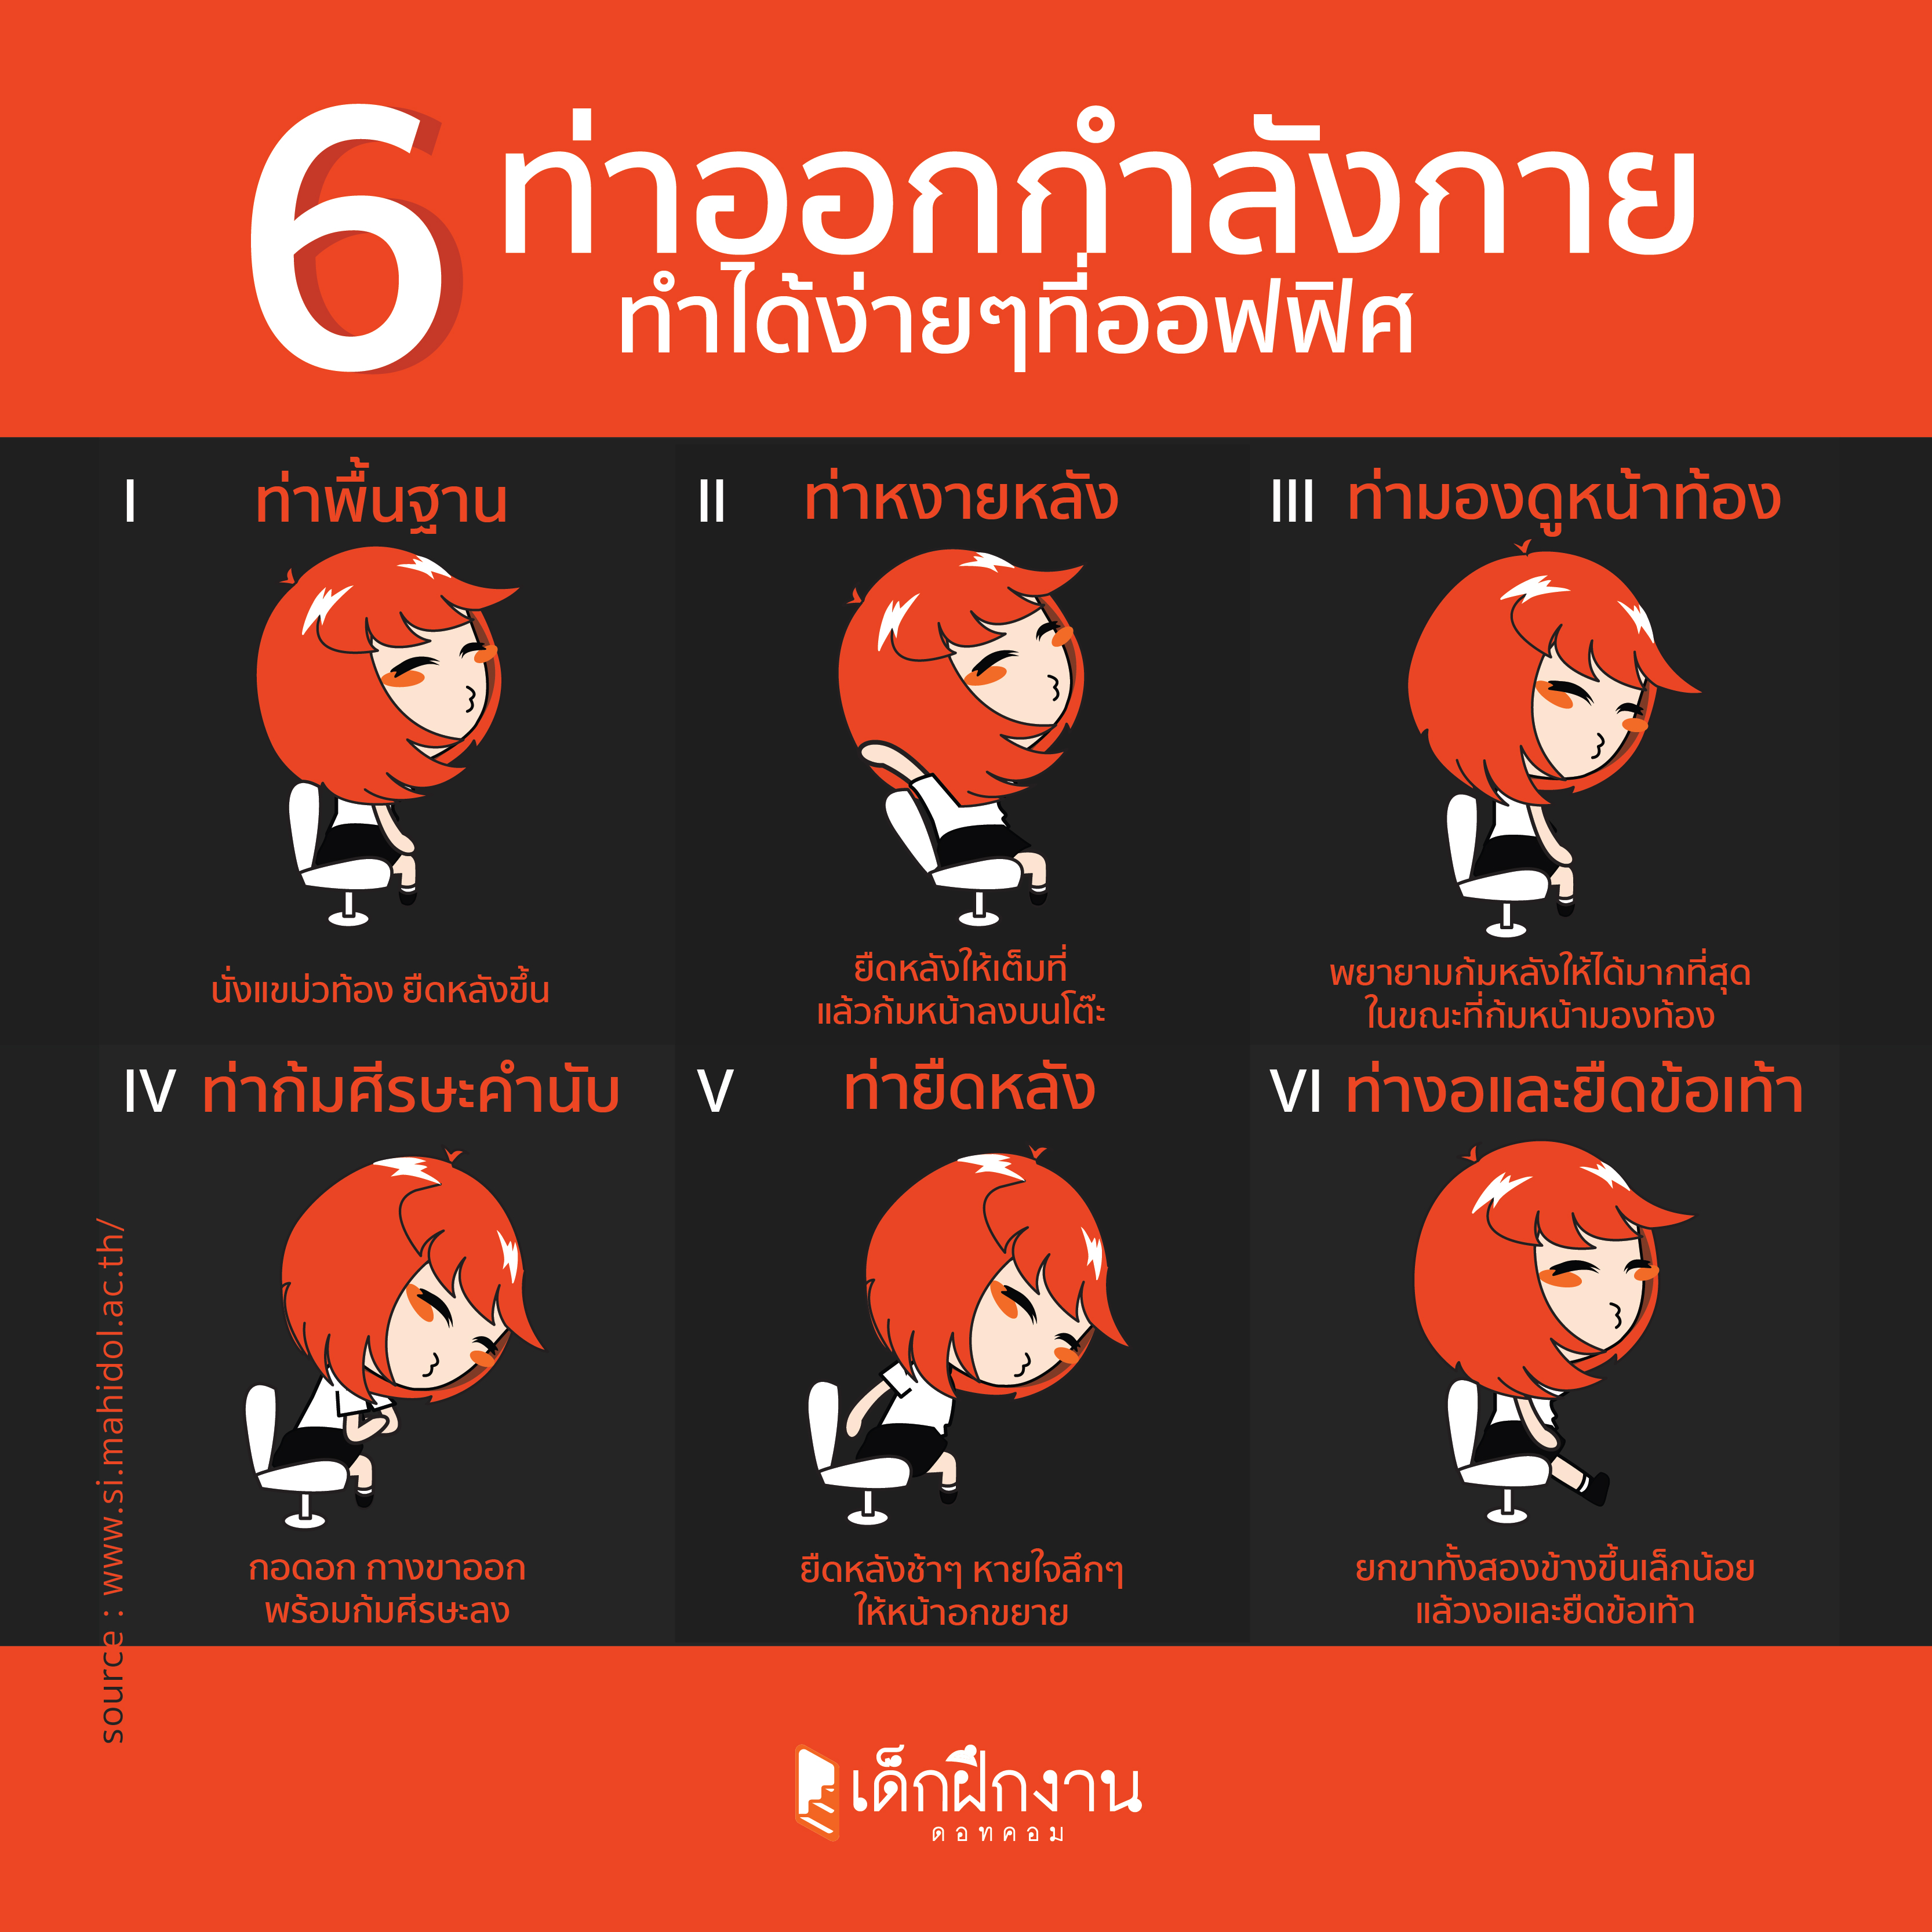 6 ท่าออกกำลังกาย
ทำได้ง่ายๆที่ออฟฟิศ
I ท่าพื้นฐาน
นั่งแขม่วท้อง ยืดหลังขึ้น
II ท่าหงายหลัง
ยืดหลังให้เต็มที่
แล้วก้มหน้าลงบนโต๊ะ
III ท่ามองดูหน้าท้อง
พยายามก้มหลังให้ได้มากที่สุด
ในขณะที่ก้มหน้ามองท้อง
IV ท่าก้มศีรษะคำนับ
กอดอก กางขาออก
พร้อมก้มศีรษะลง
V ท่ายืดหลัง
ยืดหลังช้าๆ หายใจลึกๆ
ให้หน้าอกขยาย
VI ท่างอและยืดข้อเท้า
ยกขาทั้งสองข้างขึ้นเล็กน้อย
แล้วงอและยืดข้อเท้า
source : www.si.mahidol.ac.th/
เด็กฝึกงาน
ดอทคอม